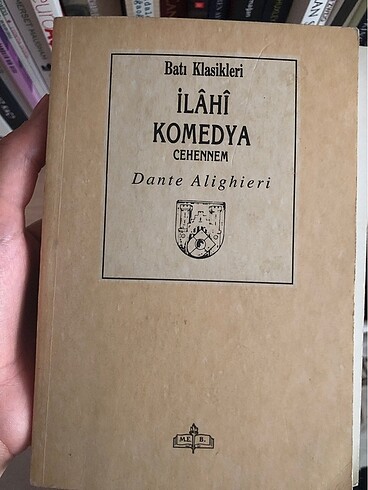 Batı Klasikleri
İLÂHÎ
KOMEDYA
CEHENNEM
Dante Alighieri
M.E. B.